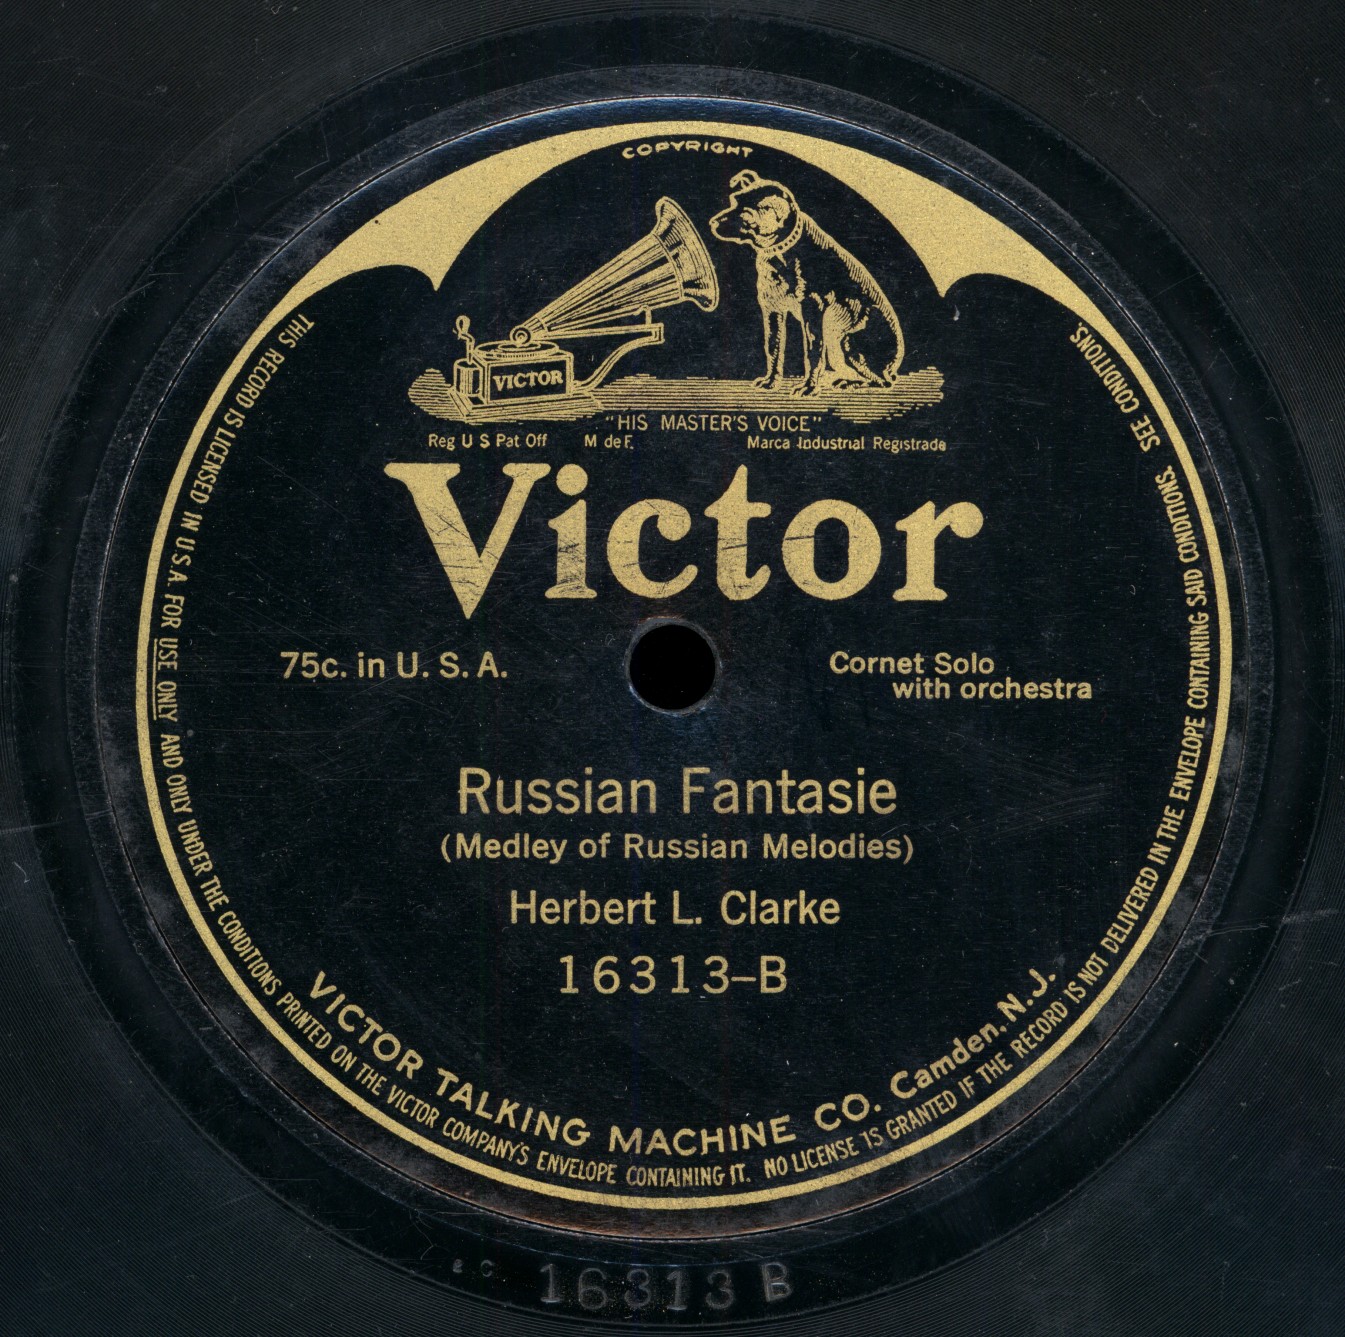 COPYRIGHT
VICTOR
"HIS MASTER'S VOICE"
Reg U S Pat Off M de F. Marca Industrial Registrada
Victor
75c. in U. S. A.
Cornet Solo
with orchestra
Russian Fantasie
(Medley of Russian Melodies)
Herbert L. Clarke
16313–B
VICTOR TALKING MACHINE CO. Camden, N.J.
THIS RECORD IS LICENSED IN U.S.A. FOR USE ONLY AND ONLY UNDER THE CONDITIONS PRINTED ON THE VICTOR COMPANY'S ENVELOPE CONTAINING IT. NO LICENSE IS GRANTED IF THE RECORD IS NOT DELIVERED IN THE ENVELOPE CONTAINING SAID CONDITIONS. SEE CONDITIONS.
16313 B